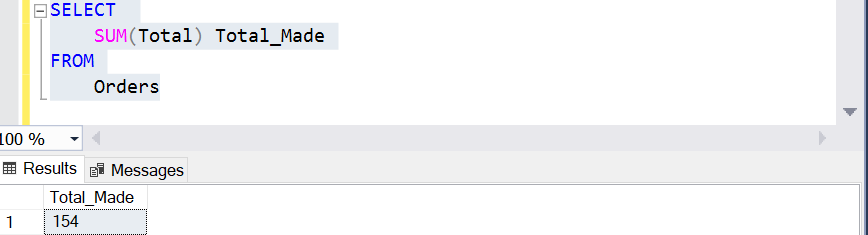 SELECT
SUM(Total) Total_Made
FROM
Orders
100 %
Results Messages
Total_Made
1 154